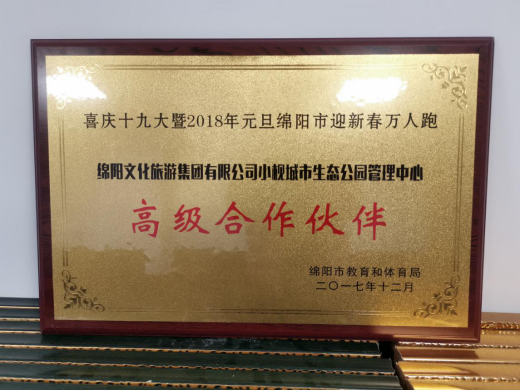 喜庆十九大暨2018年元旦绵阳市迎新春万人跑
绵阳文化旅游集团有限公司小枧城市生态公园管理中心
高级合作伙伴
绵阳市教育和体育局
二〇一七年十二月